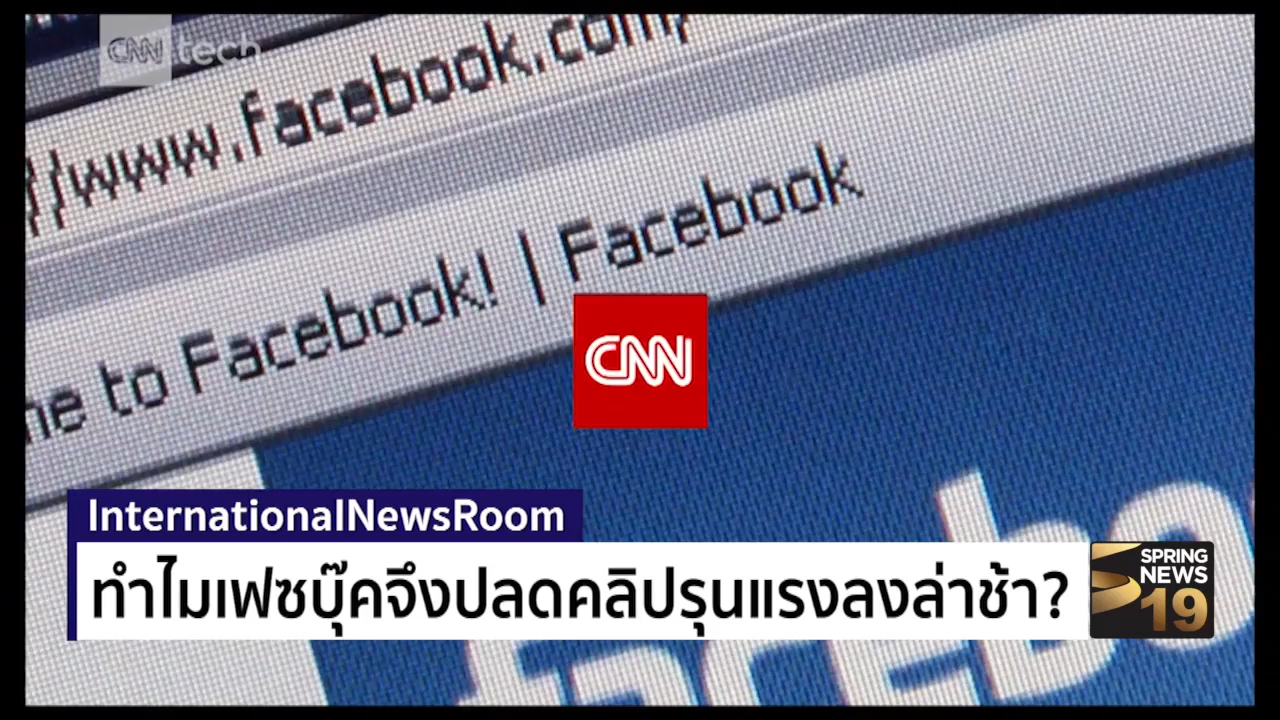 CNN tech
//www.facebook.com/
to Facebook! | Facebook
CNN
InternationalNewsRoom
ทำไมเฟซบุ๊คจึงปลดคลิปรุนแรงลงล่าช้า?
SPRING
NEWS
19